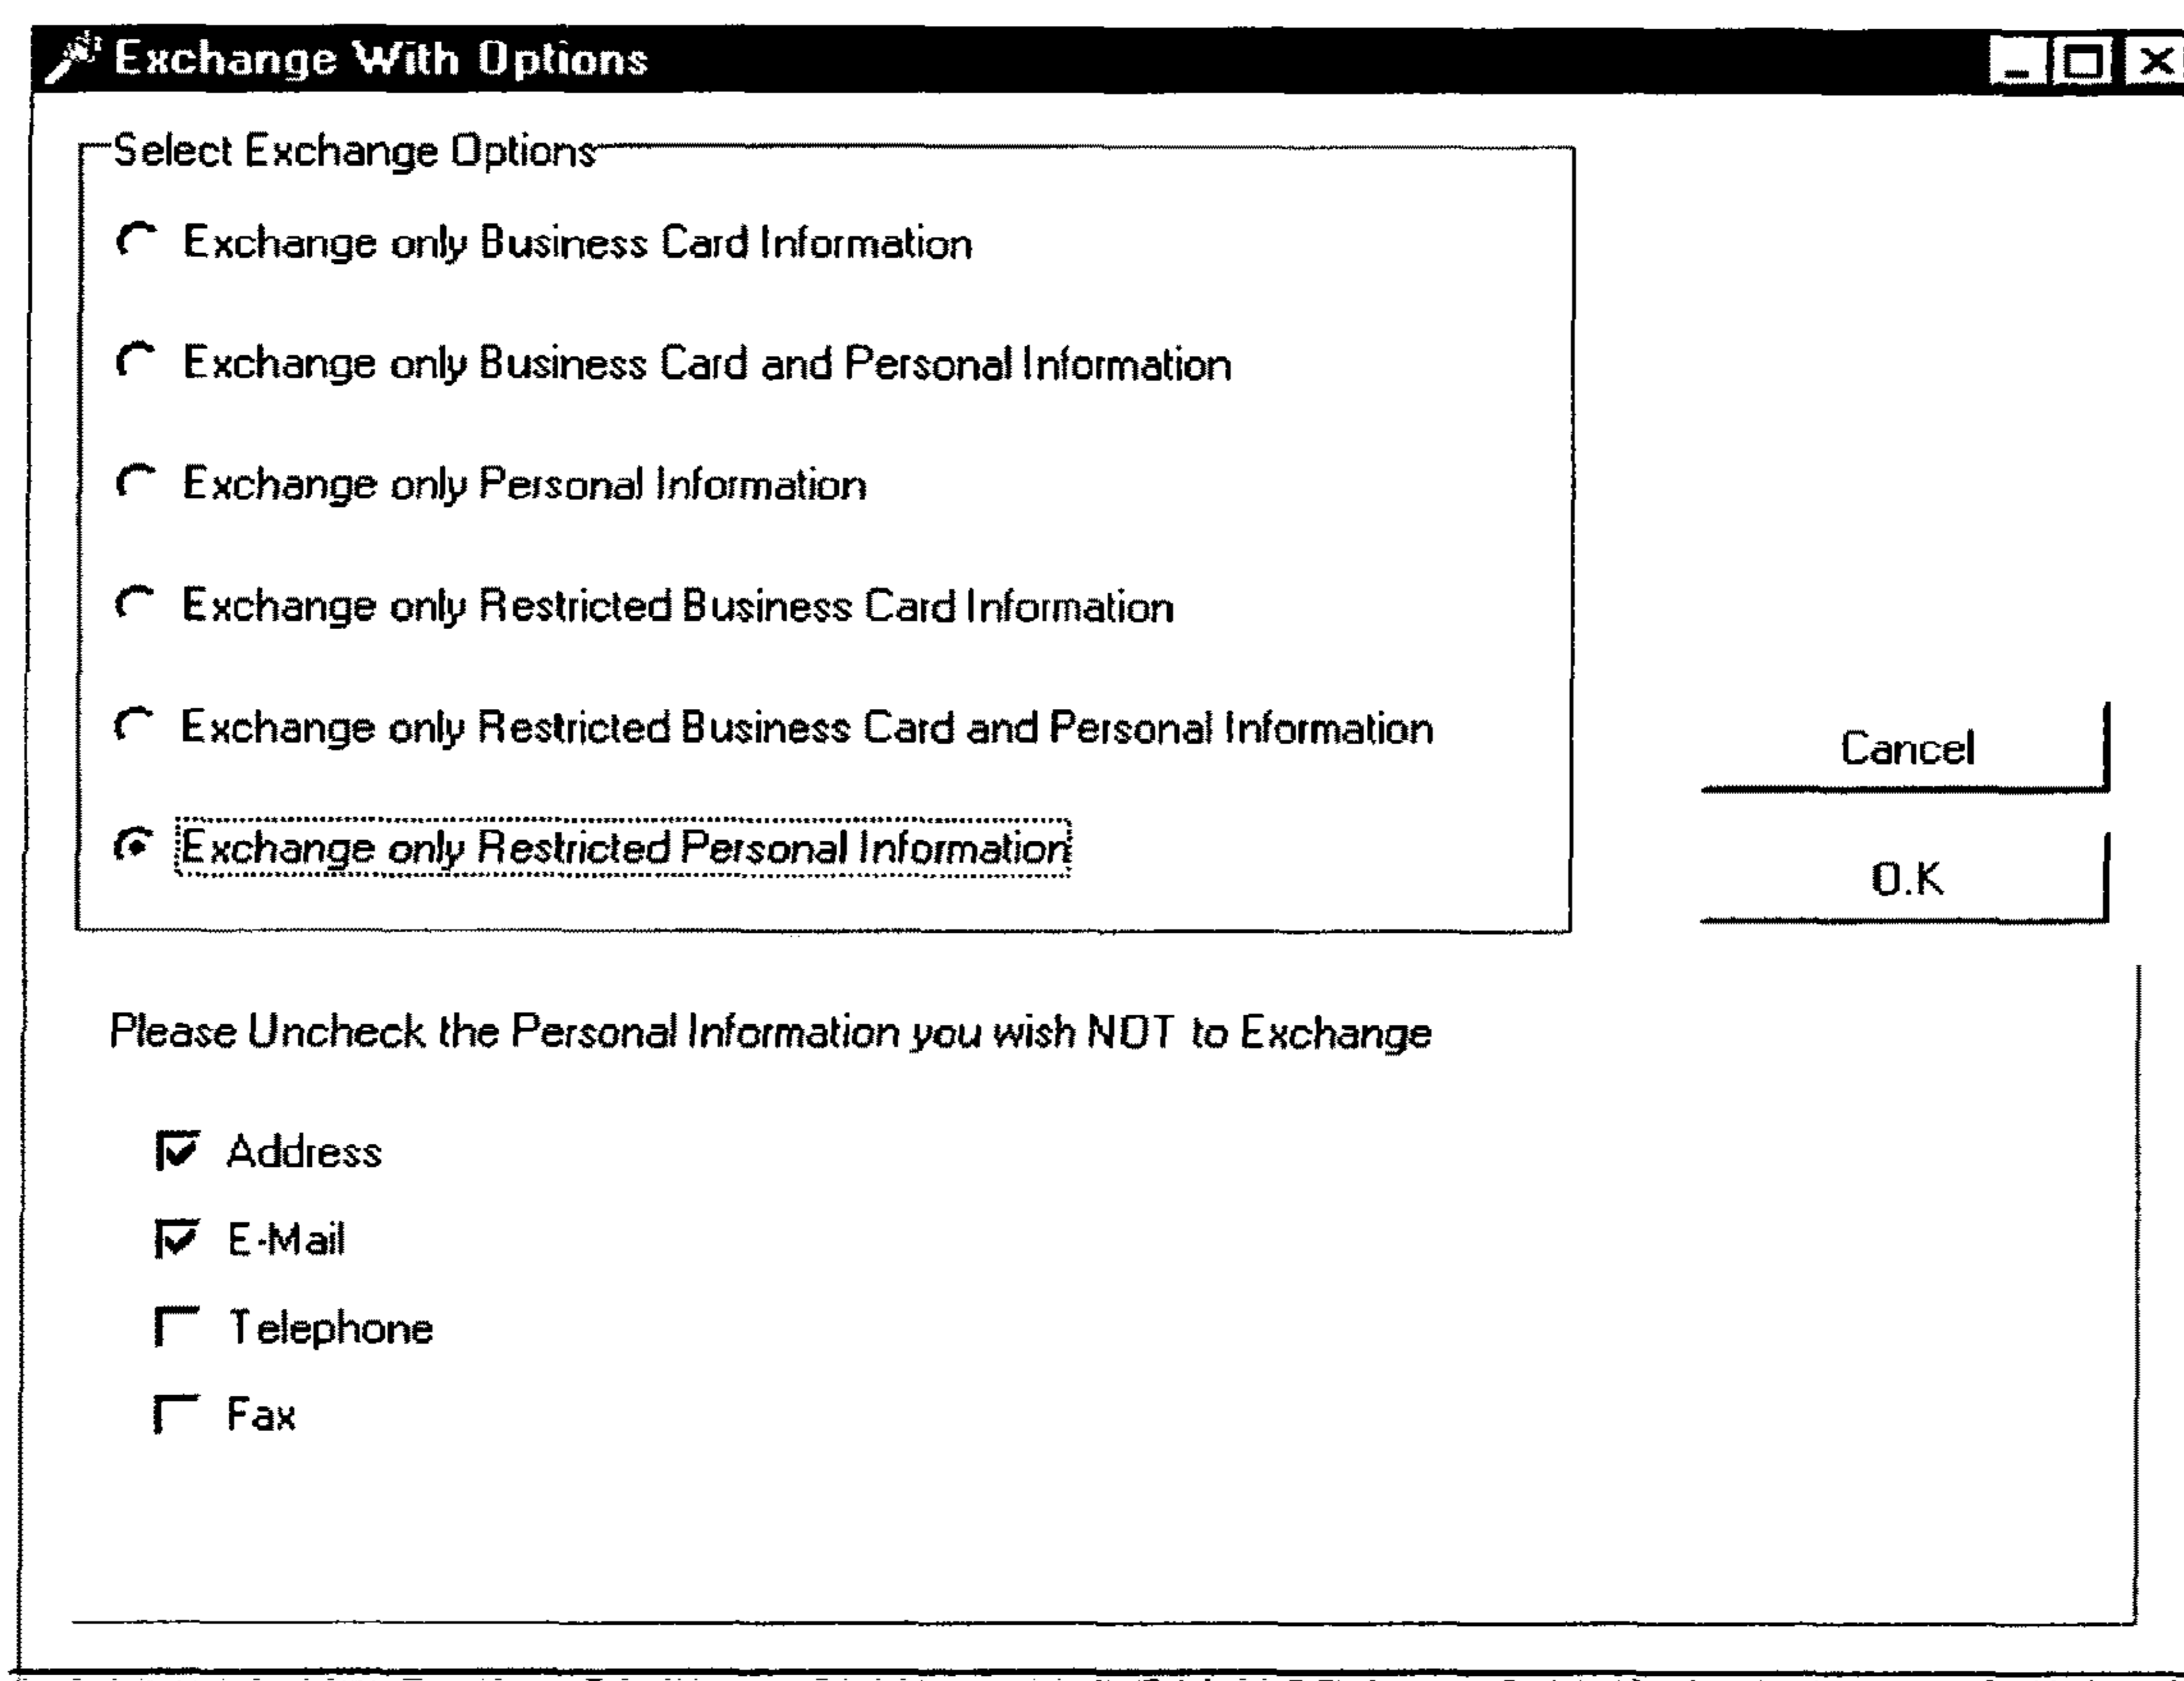 Exchange With Options
Select Exchange Options
Exchange only Business Card Information
Exchange only Business Card and Personal Information
Exchange only Personal Information
Exchange only Restricted Business Card Information
Exchange only Restricted Business Card and Personal Information
Exchange only Restricted Personal Information
Cancel
O.K
Please Uncheck the Personal Information you wish NOT to Exchange
Address
E-Mail
Telephone
Fax